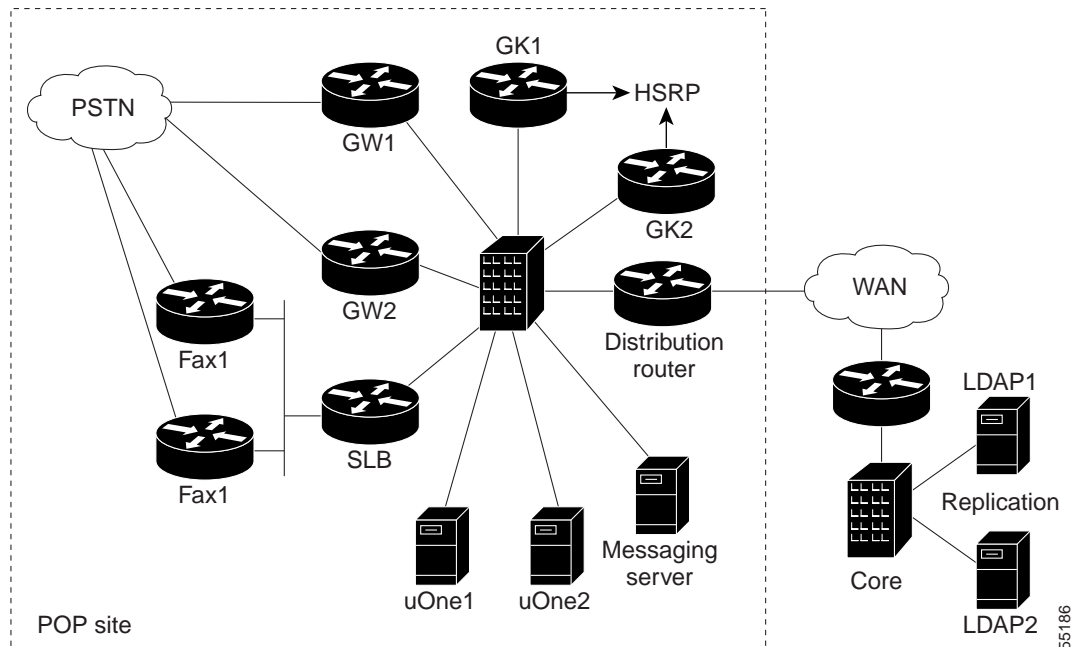 GK1
PSTN
HSRP
GW1
GK2
WAN
GW2
Distribution
router
Fax1
LDAP1
SLB
Fax1
Replication
Messaging
server
Core
uOne1
uOne2
POP site
LDAP2
55186